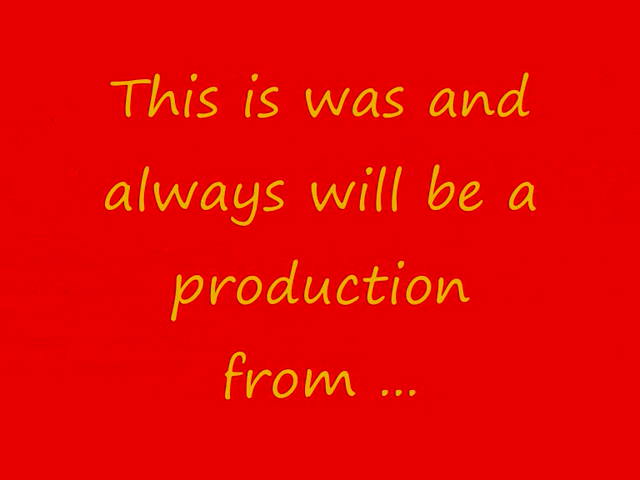 This is was and
always will be a
production
from ...